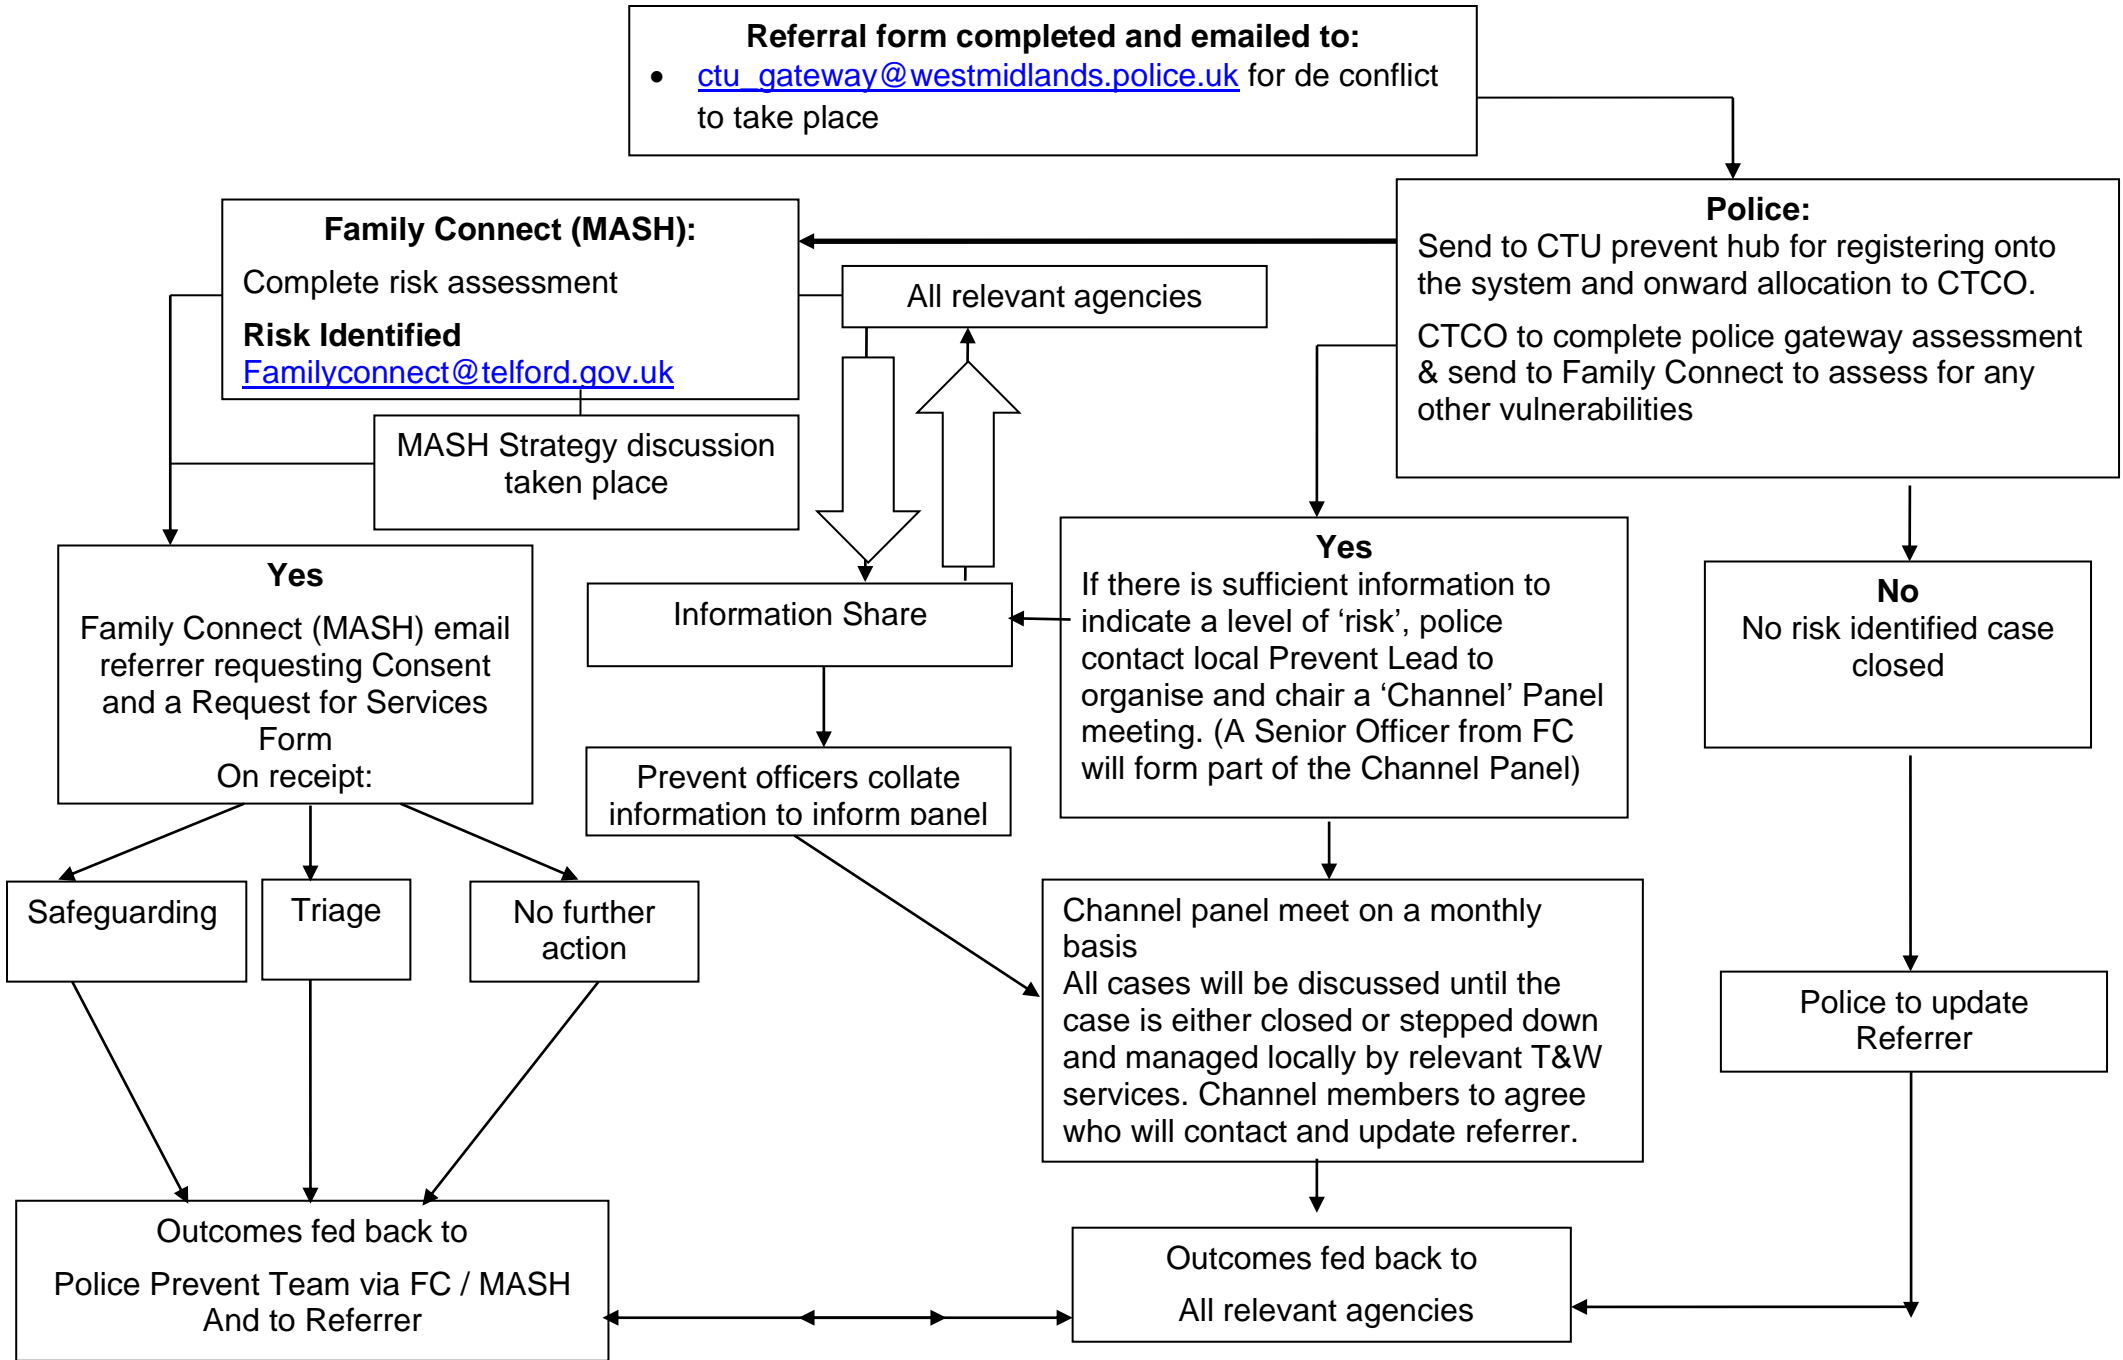 Referral form completed and emailed to:
• ctu_gateway@westmidlands.police.uk for de conflict
to take place
Police:
Send to CTU prevent hub for registering onto
the system and onward allocation to CTCO.
CTCO to complete police gateway assessment
& send to Family Connect to assess for any
other vulnerabilities
Family Connect (MASH):
Complete risk assessment
Risk Identified
Familyconnect@telford.gov.uk
All relevant agencies
MASH Strategy discussion
taken place
Yes
Family Connect (MASH) email
referrer requesting Consent
and a Request for Services
Form
On receipt:
Information Share
Yes
If there is sufficient information to
indicate a level of ‘risk’, police
contact local Prevent Lead to
organise and chair a ‘Channel’ Panel
meeting. (A Senior Officer from FC
will form part of the Channel Panel)
No
No risk identified case
closed
Prevent officers collate
information to inform panel
Safeguarding
Triage
No further
action
Channel panel meet on a monthly
basis
All cases will be discussed until the
case is either closed or stepped down
and managed locally by relevant T&W
services. Channel members to agree
who will contact and update referrer.
Police to update
Referrer
Outcomes fed back to
Police Prevent Team via FC / MASH
And to Referrer
Outcomes fed back to
All relevant agencies